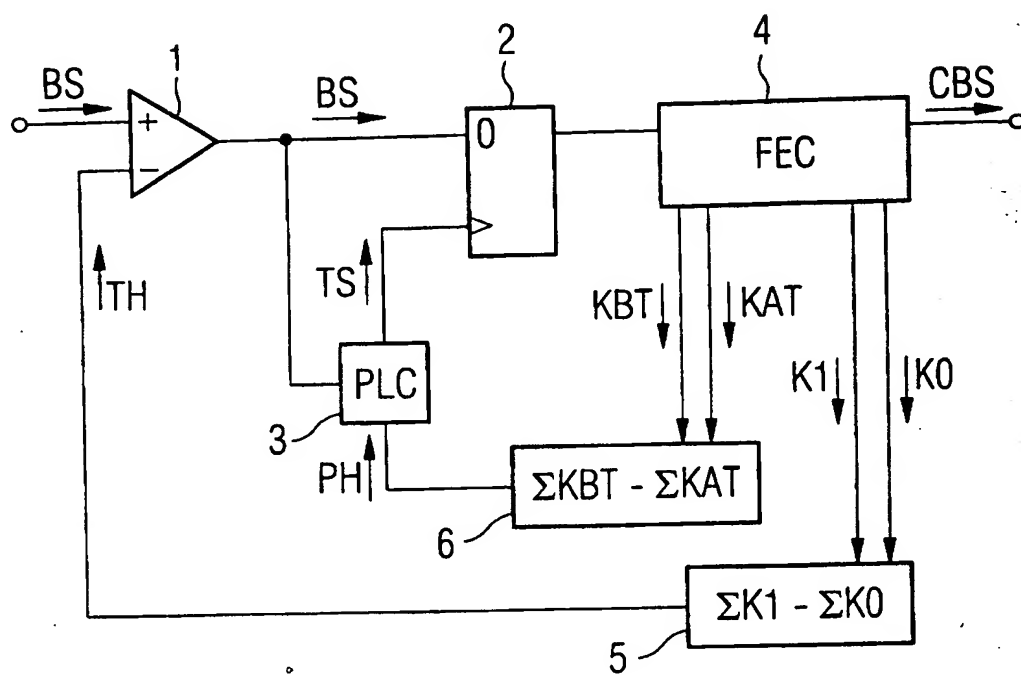 BS
1
+
−
BS
2
0
4
FEC
CBS
TH
TS
PLC
3
PH
KBT
KAT
K1
K0
ΣKBT - ΣKAT
6
ΣK1 - ΣK0
5